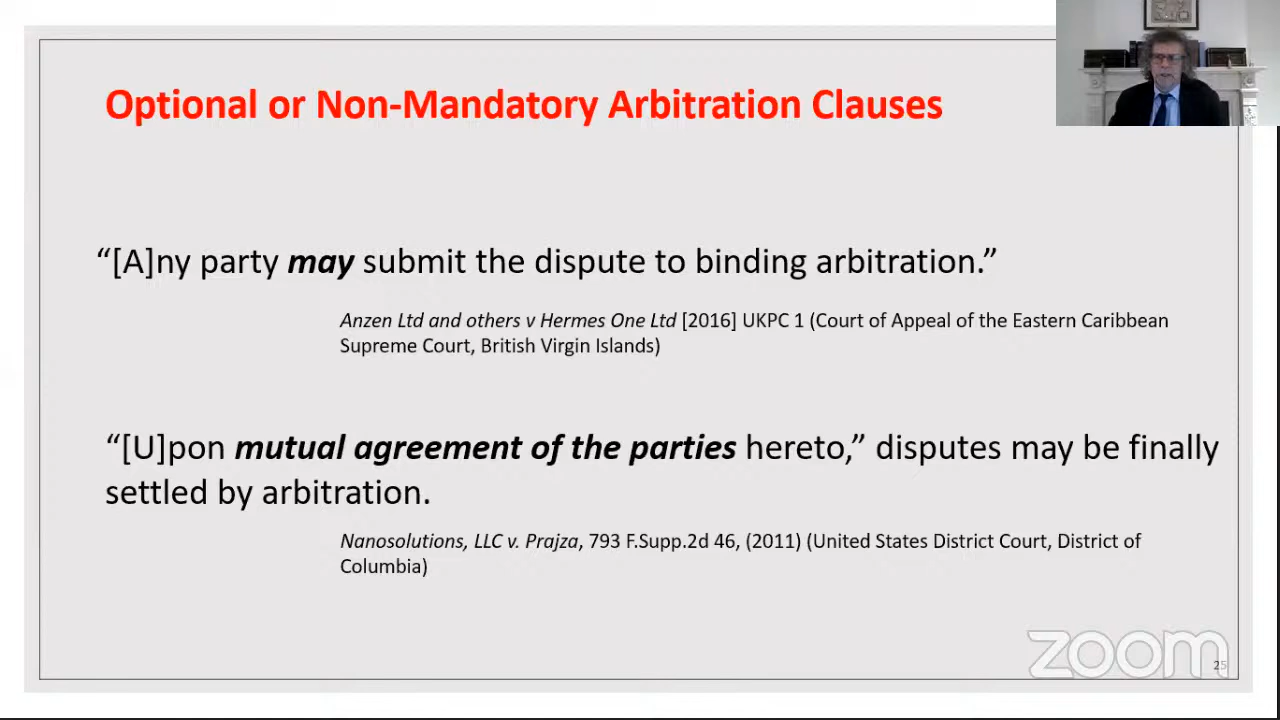 Optional or Non-Mandatory Arbitration Clauses
“[A]ny party may submit the dispute to binding arbitration.”
Anzen Ltd and others v Hermes One Ltd [2016] UKPC 1 (Court of Appeal of the Eastern Caribbean
Supreme Court, British Virgin Islands)
“[U]pon mutual agreement of the parties hereto,” disputes may be finally
settled by arbitration.
Nanosolutions, LLC v. Prajza, 793 F.Supp.2d 46, (2011) (United States District Court, District of
Columbia)
zoom
25